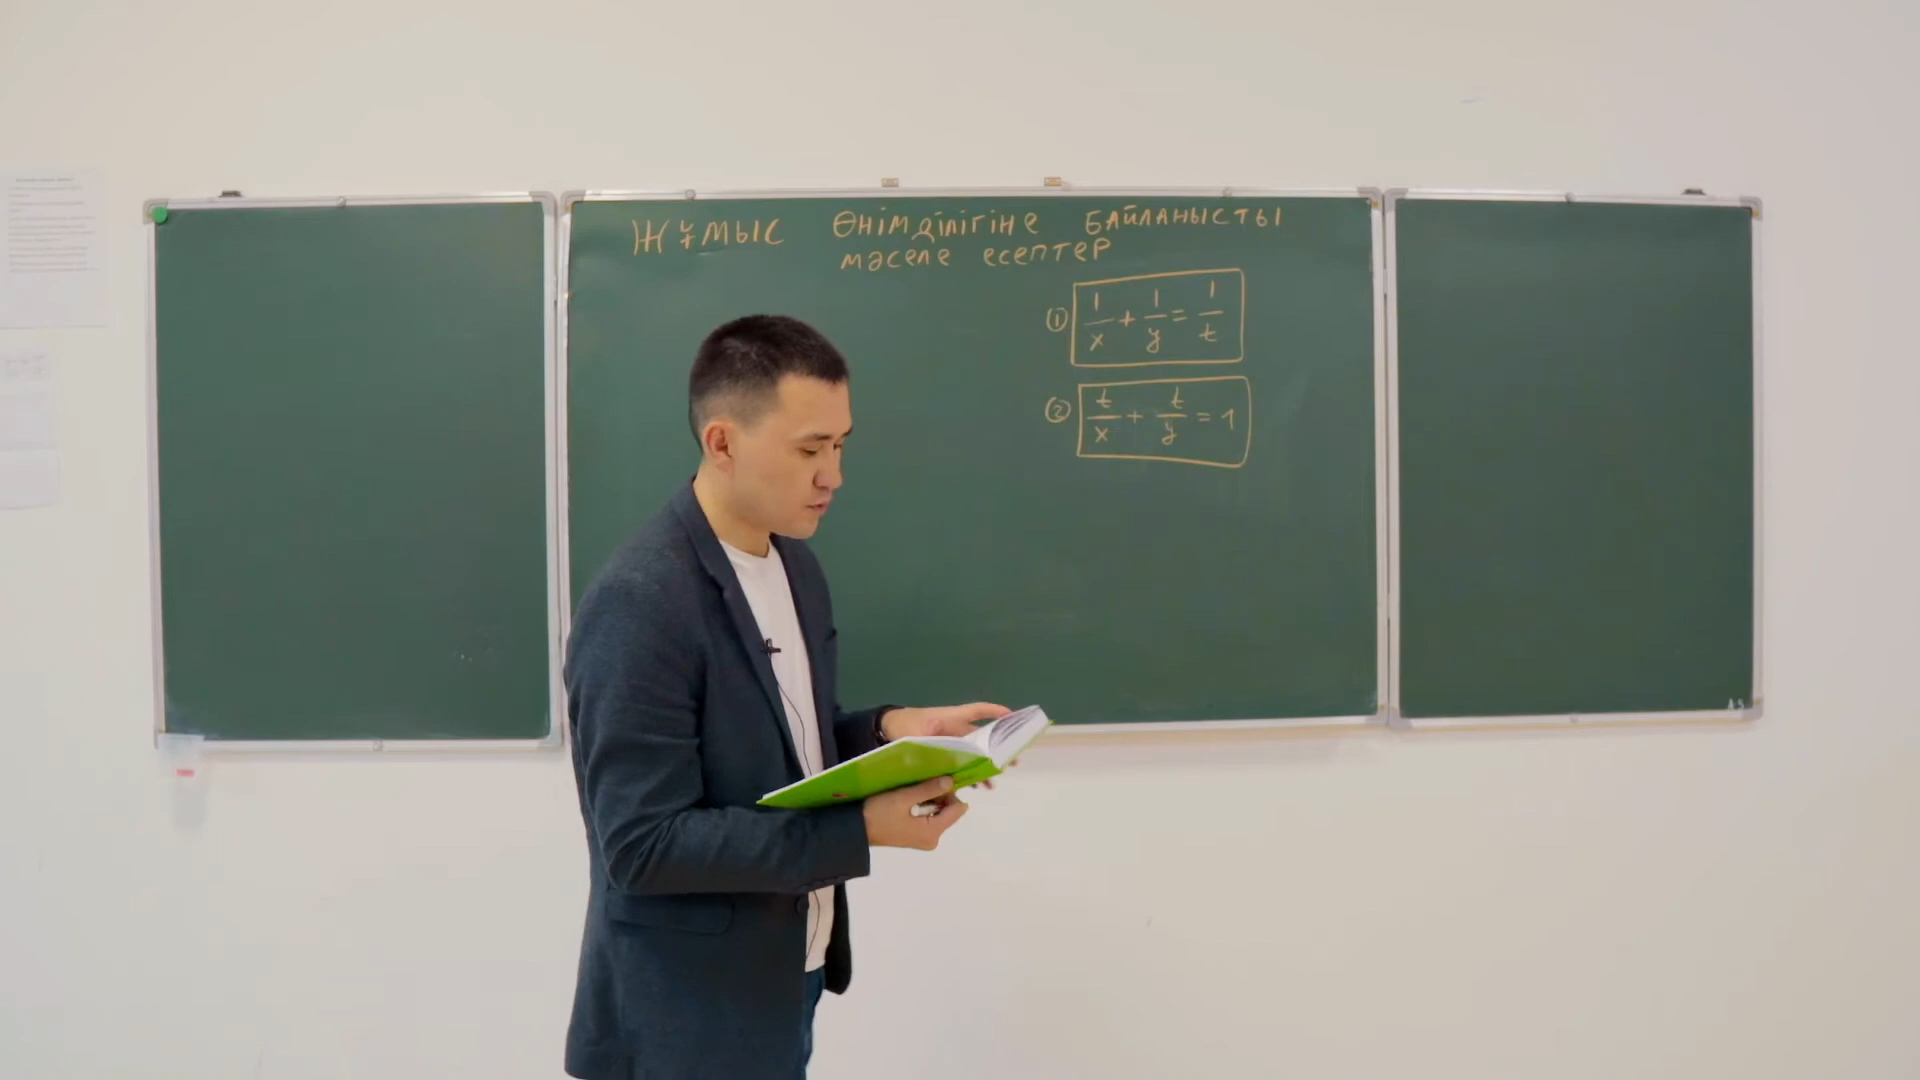 Жұмыс өнімділігіне байланысты
мәселе есептер
① 1/x + 1/y = 1/t
② t/x + t/y = 1